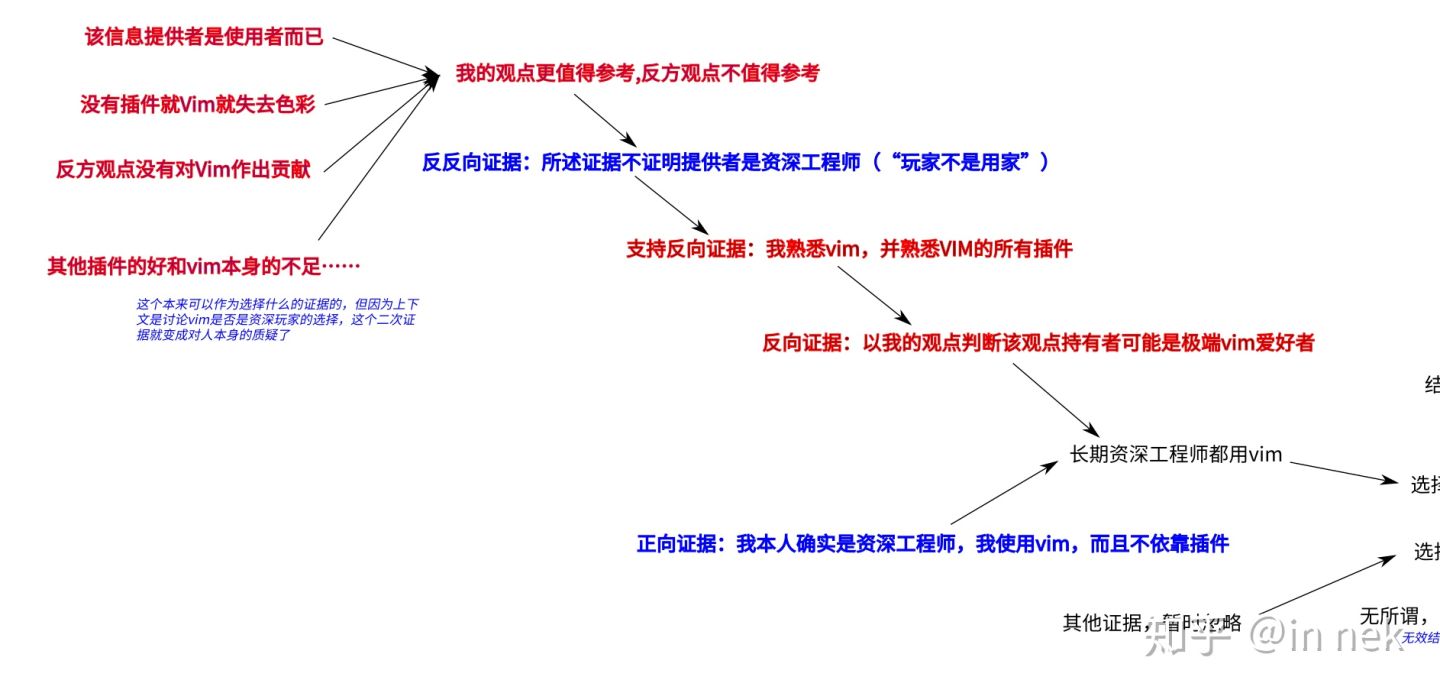 该信息提供者是使用者而已
我的观点更值得参考,反方观点不值得参考
没有插件就Vim就失去色彩
反方观点没有对Vim作出贡献
反反向证据：所述证据不证明提供者是资深工程师（“玩家不是用家”）
其他插件的好和vim本身的不足……
支持反向证据：我熟悉vim，并熟悉VIM的所有插件
这个本来可以作为选择什么的证据的，但因为上下
文是讨论vim是否是资深玩家的选择，这个二次证
据就变成对人本身的质疑了
反向证据：以我的观点判断该观点持有者可能是极端vim爱好者
结
长期资深工程师都用vim
选择
正向证据：我本人确实是资深工程师，我使用vim，而且不依靠插件
选择
其他证据，暂时忽略
无所谓，
无效结
知乎 @in nek